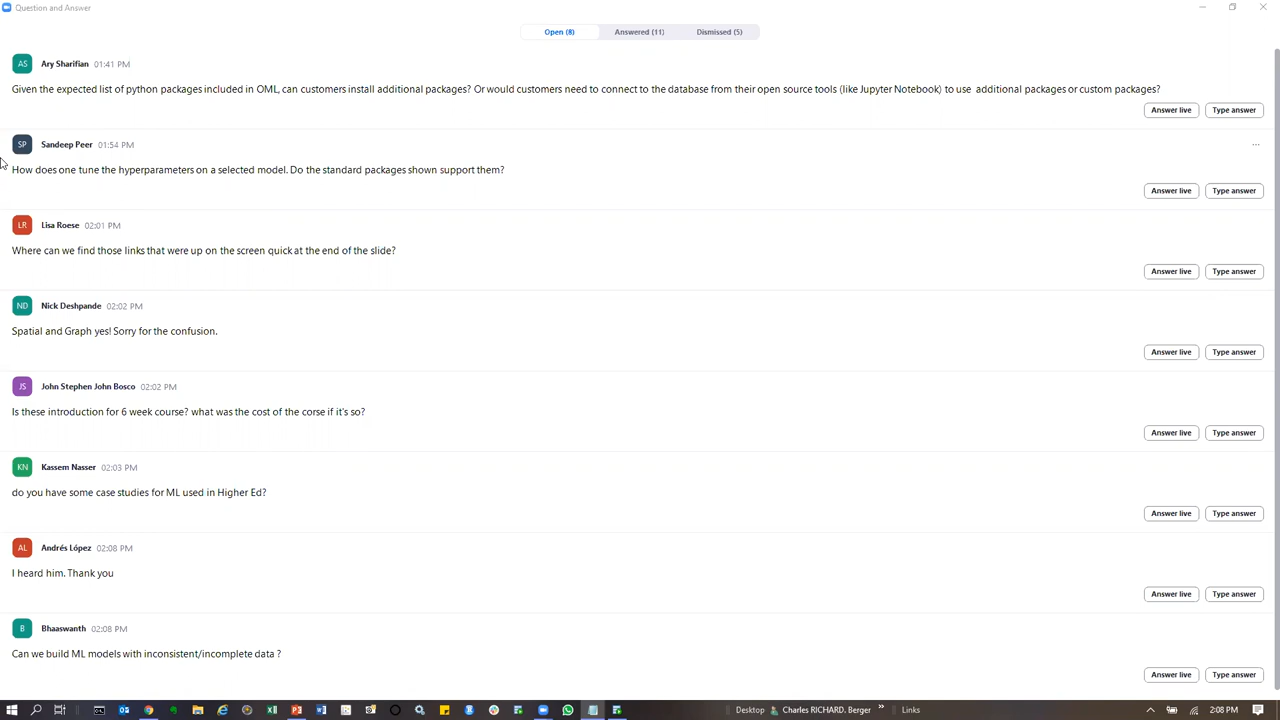 Question and Answer
Open (8)
Answered (11)
Dismissed (5)
AS Ary Sharifian 01:41 PM
Given the expected list of python packages included in OML, can customers install additional packages? Or would customers need to connect to the database from their open source tools (like Jupyter Notebook) to use additional packages or custom packages?
Answer live Type answer
SP Sandeep Peer 01:54 PM
How does one tune the hyperparameters on a selected model. Do the standard packages shown support them?
Answer live Type answer
LR Lisa Roese 02:01 PM
Where can we find those links that were up on the screen quick at the end of the slide?
Answer live Type answer
ND Nick Deshpande 02:02 PM
Spatial and Graph yes! Sorry for the confusion.
Answer live Type answer
JS John Stephen John Bosco 02:02 PM
Is these introduction for 6 week course? what was the cost of the corse if it's so?
Answer live Type answer
KN Kassem Nasser 02:03 PM
do you have some case studies for ML used in Higher Ed?
Answer live Type answer
AL Andrés López 02:08 PM
I heard him. Thank you
Answer live Type answer
B Bhaaswanth 02:08 PM
Can we build ML models with inconsistent/incomplete data ?
Answer live Type answer
Desktop Charles RICHARD. Berger » Links 2:08 PM